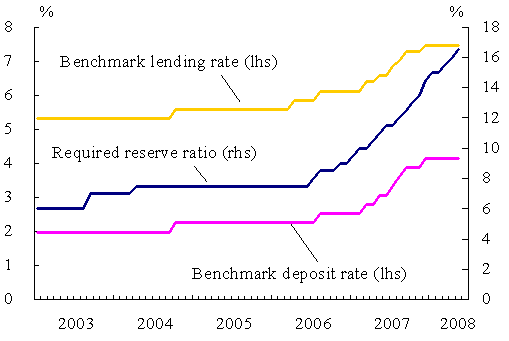 % %
8 18
7 16
6 14
5 12
4 10
3 8
2 6
1 4
0 2
0
Benchmark lending rate (lhs)
Required reserve ratio (rhs)
Benchmark deposit rate (lhs)
2003 2004 2005 2006 2007 2008